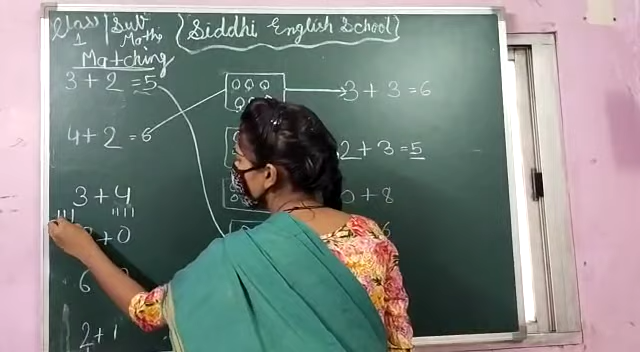 Class | Sub
1 Maths
Siddhi English School
Matching
3 + 2 = 5
3 + 3 = 6
4 + 2 = 6
2 + 3 = 5
3 + 4
0 + 8
+ 0
6
6
2 + 1